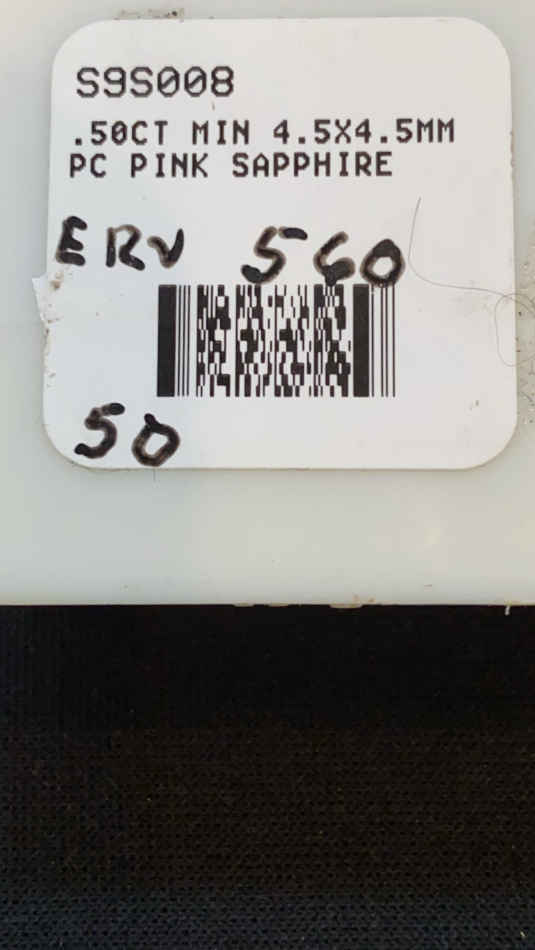 S9S008
.50CT MIN 4.5X4.5MM
PC PINK SAPPHIRE
ERV 560
50